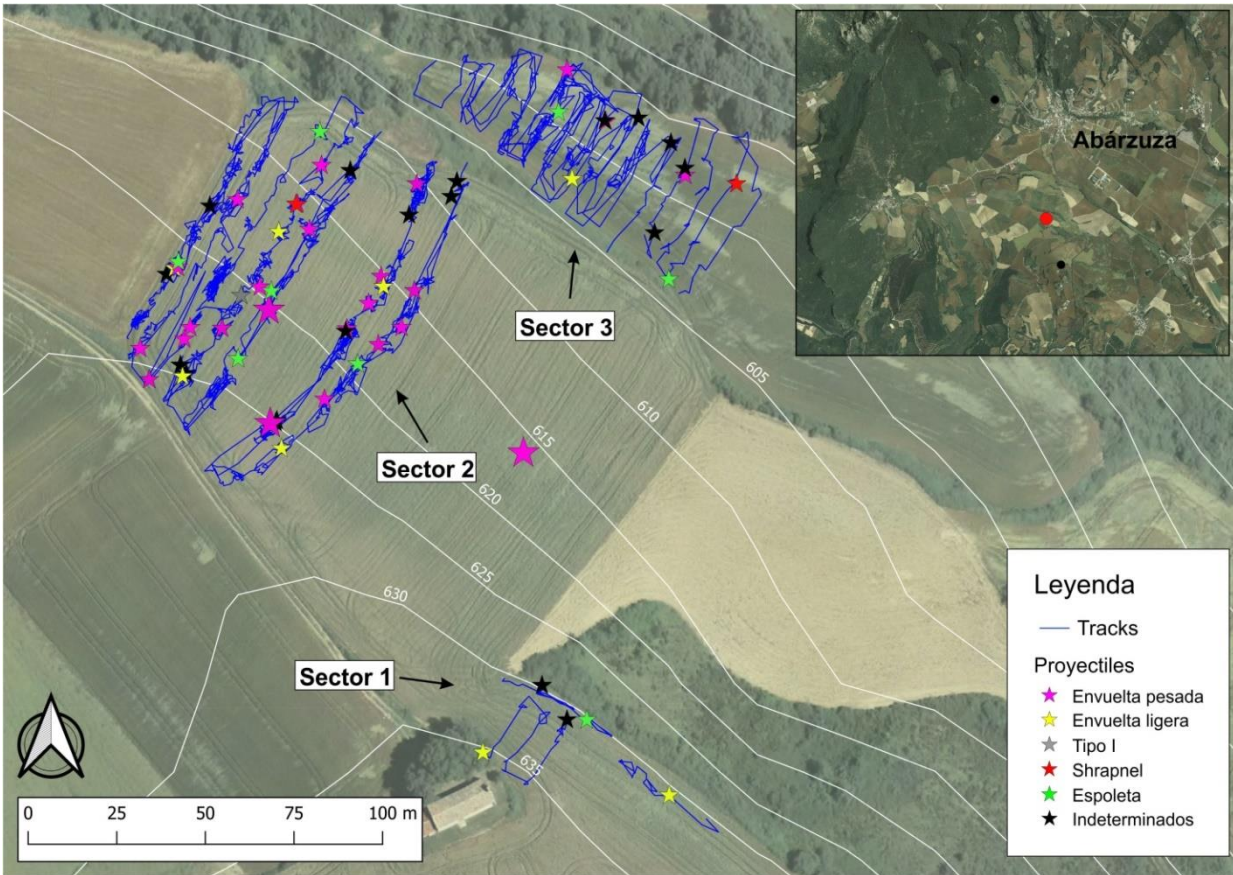 Abárzuza
Sector 3
605
610
615
Sector 2
620
625
630
Sector 1
635
Leyenda
Tracks
Proyectiles
Envuelta pesada
Envuelta ligera
Tipo I
Shrapnel
Espoleta
Indeterminados
0 25 50 75 100 m